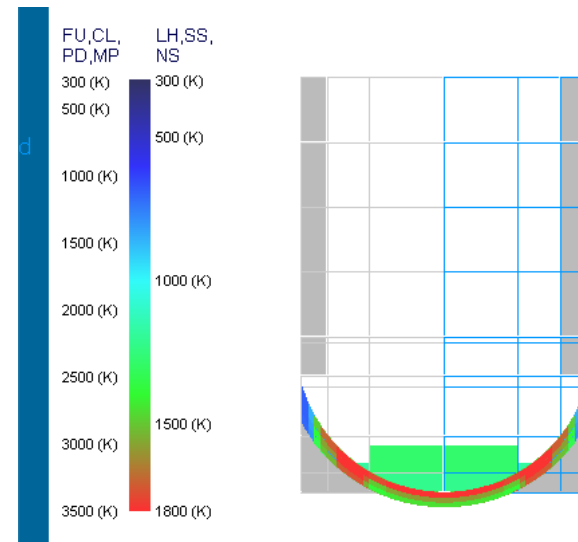 FU,CL, LH,SS,
PD,MP NS
300 (K) 300 (K)
500 (K)
500 (K)
d
1000 (K)
1500 (K)
1000 (K)
2000 (K)
2500 (K)
1500 (K)
3000 (K)
3500 (K) 1800 (K)